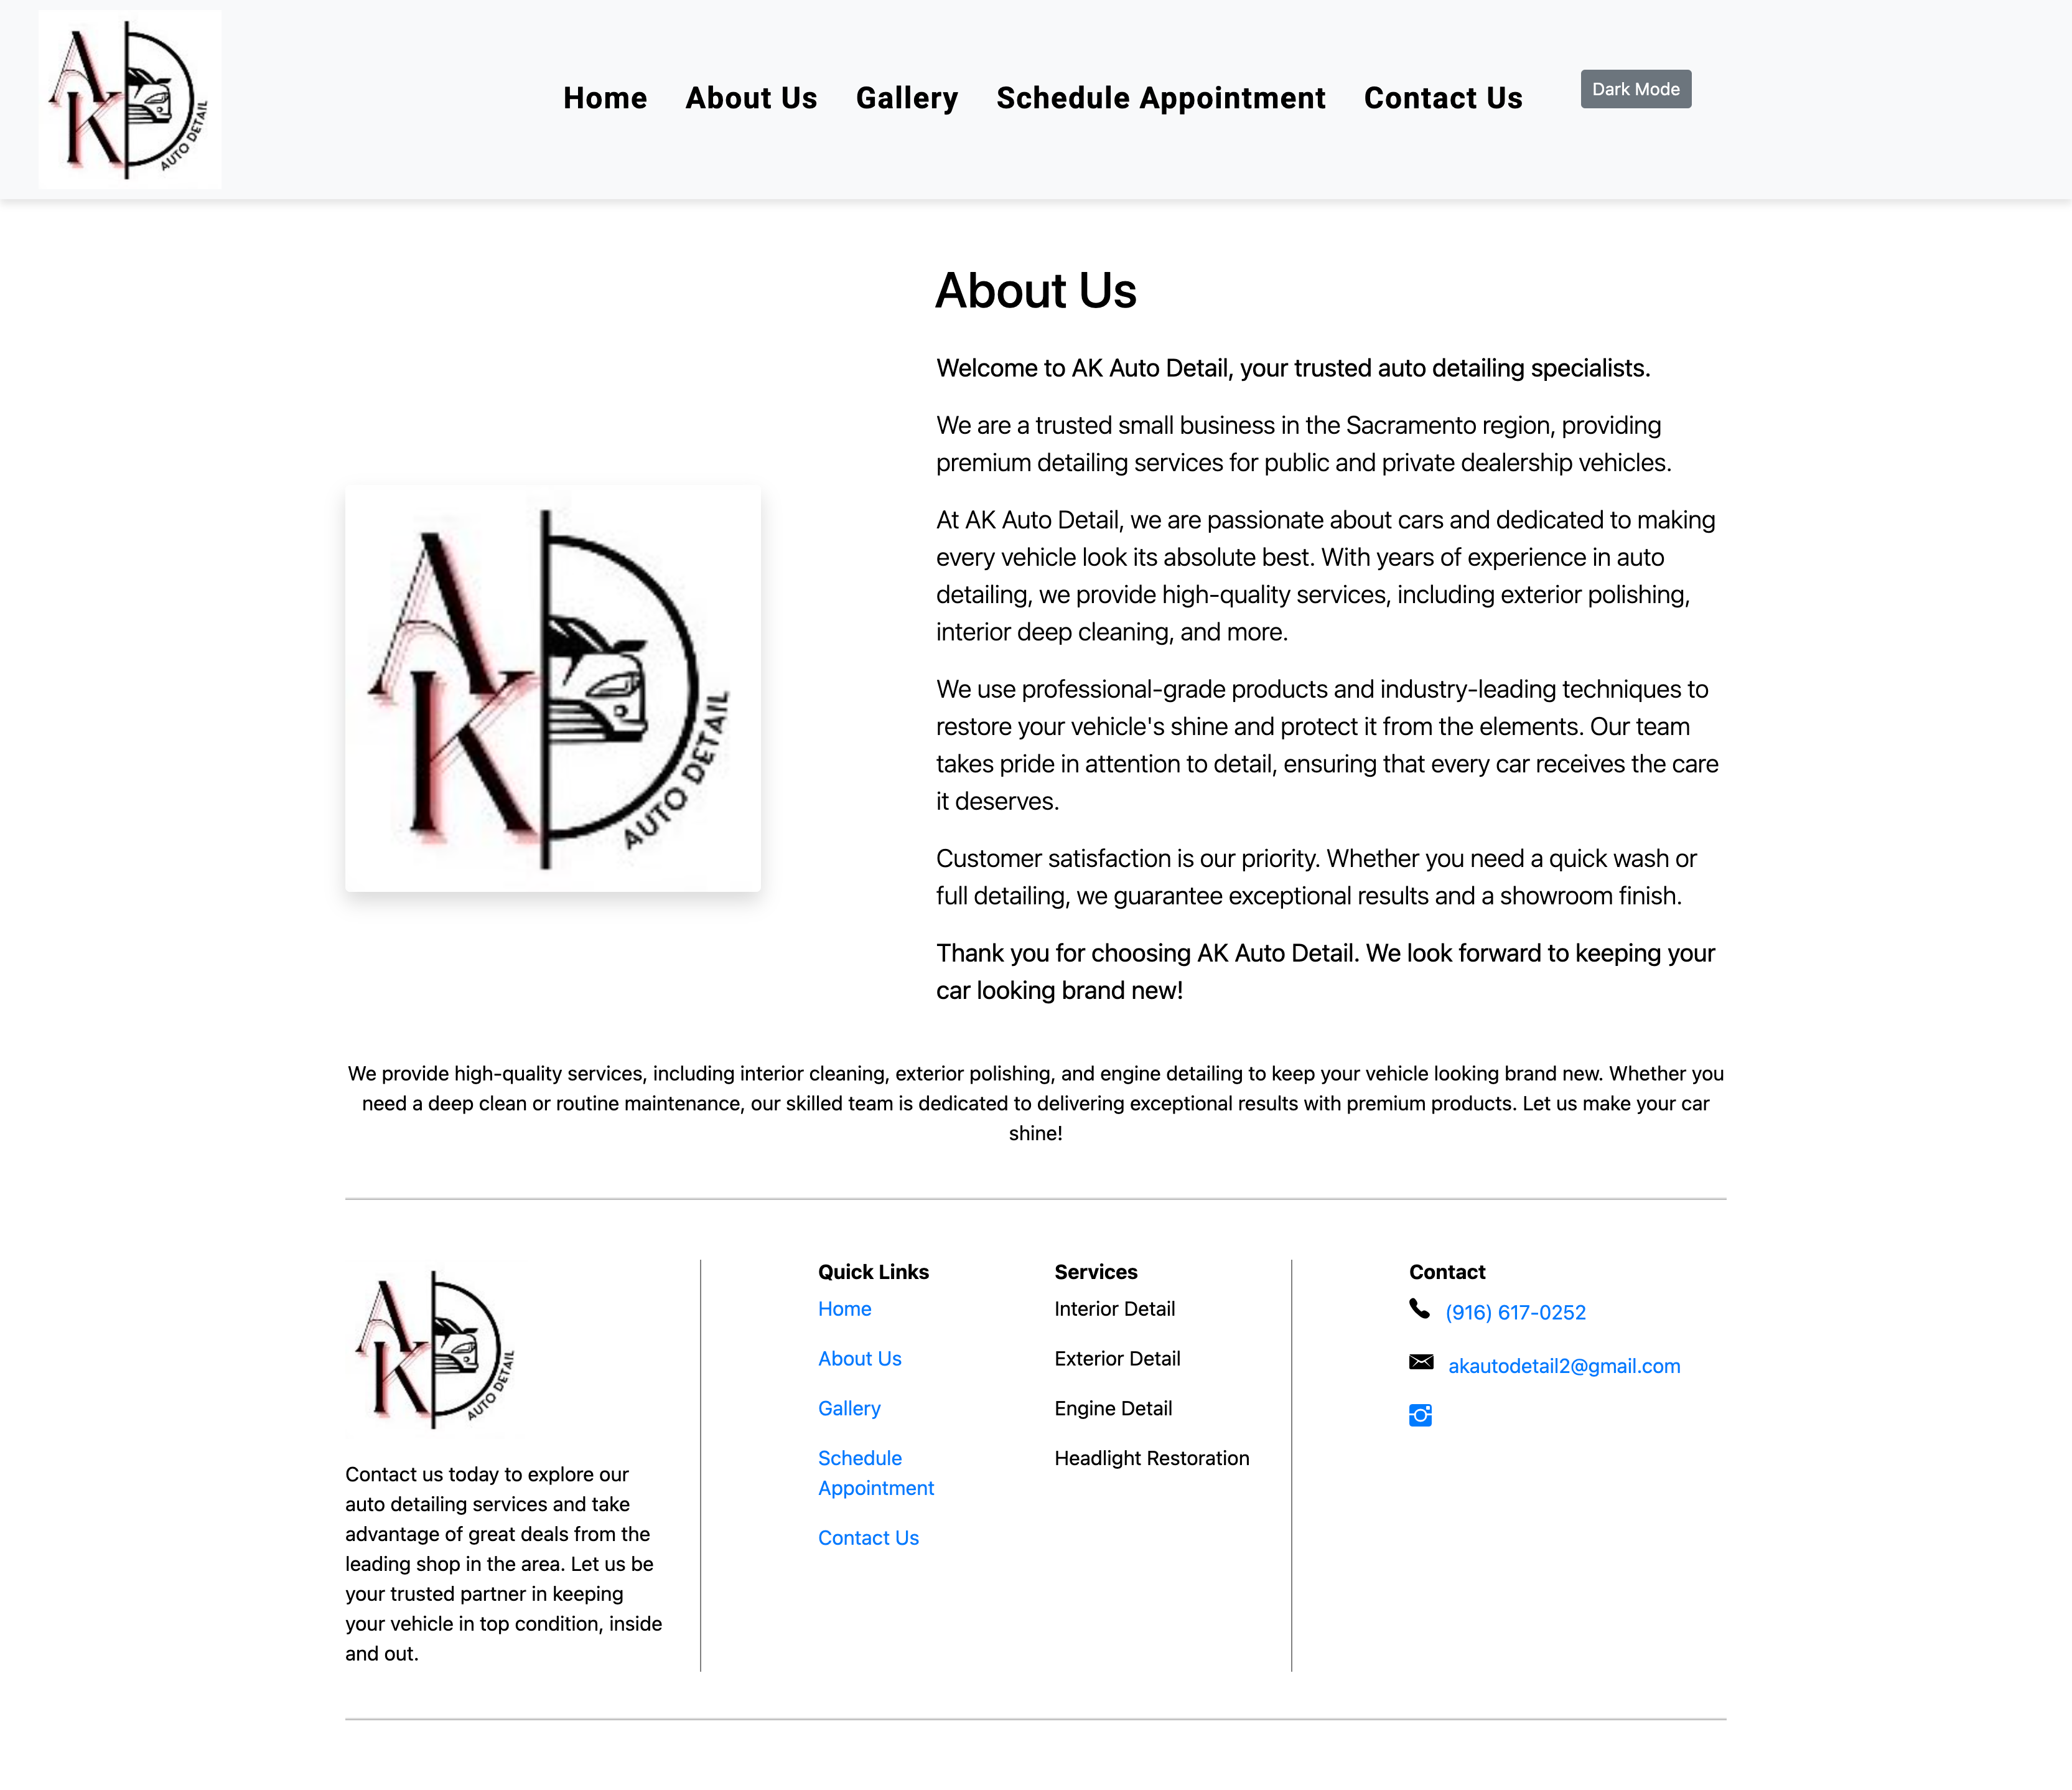 AK
AUTO DETAIL
Home About Us Gallery Schedule Appointment Contact Us Dark Mode
About Us
Welcome to AK Auto Detail, your trusted auto detailing specialists.
We are a trusted small business in the Sacramento region, providing
premium detailing services for public and private dealership vehicles.
At AK Auto Detail, we are passionate about cars and dedicated to making
every vehicle look its absolute best. With years of experience in auto
detailing, we provide high-quality services, including exterior polishing,
interior deep cleaning, and more.
We use professional-grade products and industry-leading techniques to
restore your vehicle's shine and protect it from the elements. Our team
takes pride in attention to detail, ensuring that every car receives the care
it deserves.
Customer satisfaction is our priority. Whether you need a quick wash or
full detailing, we guarantee exceptional results and a showroom finish.
Thank you for choosing AK Auto Detail. We look forward to keeping your
car looking brand new!
AK
AUTO DETAIL
We provide high-quality services, including interior cleaning, exterior polishing, and engine detailing to keep your vehicle looking brand new. Whether you
need a deep clean or routine maintenance, our skilled team is dedicated to delivering exceptional results with premium products. Let us make your car
shine!
AK
AUTO DETAIL
Contact us today to explore our
auto detailing services and take
advantage of great deals from the
leading shop in the area. Let us be
your trusted partner in keeping
your vehicle in top condition, inside
and out.
Quick Links
Home
About Us
Gallery
Schedule
Appointment
Contact Us
Services
Interior Detail
Exterior Detail
Engine Detail
Headlight Restoration
Contact
(916) 617-0252
akautodetail2@gmail.com